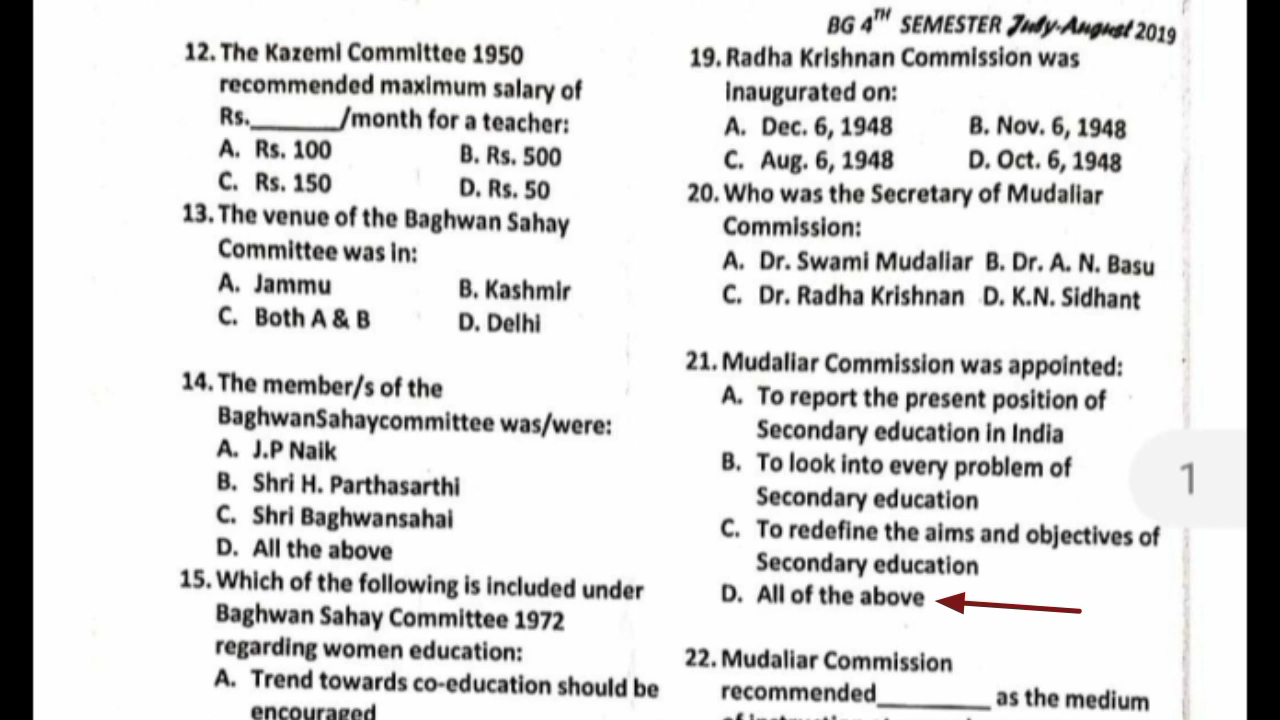 BG 4TH SEMESTER July-August 2019
12. The Kazemi Committee 1950
recommended maximum salary of
Rs.________/month for a teacher:
A. Rs. 100 B. Rs. 500
C. Rs. 150 D. Rs. 50
13. The venue of the Baghwan Sahay
Committee was in:
A. Jammu B. Kashmir
C. Both A & B D. Delhi
14. The member/s of the
BaghwanSahaycommittee was/were:
A. J.P Naik
B. Shri H. Parthasarthi
C. Shri Baghwansahai
D. All the above
15. Which of the following is included under
Baghwan Sahay Committee 1972
regarding women education:
A. Trend towards co-education should be
encouraged
19. Radha Krishnan Commission was
inaugurated on:
A. Dec. 6, 1948 B. Nov. 6, 1948
C. Aug. 6, 1948 D. Oct. 6, 1948
20. Who was the Secretary of Mudaliar
Commission:
A. Dr. Swami Mudaliar B. Dr. A. N. Basu
C. Dr. Radha Krishnan D. K.N. Sidhant
21. Mudaliar Commission was appointed:
A. To report the present position of
Secondary education in India
B. To look into every problem of
Secondary education
C. To redefine the aims and objectives of
Secondary education
D. All of the above
22. Mudaliar Commission
recommended__________ as the medium
1